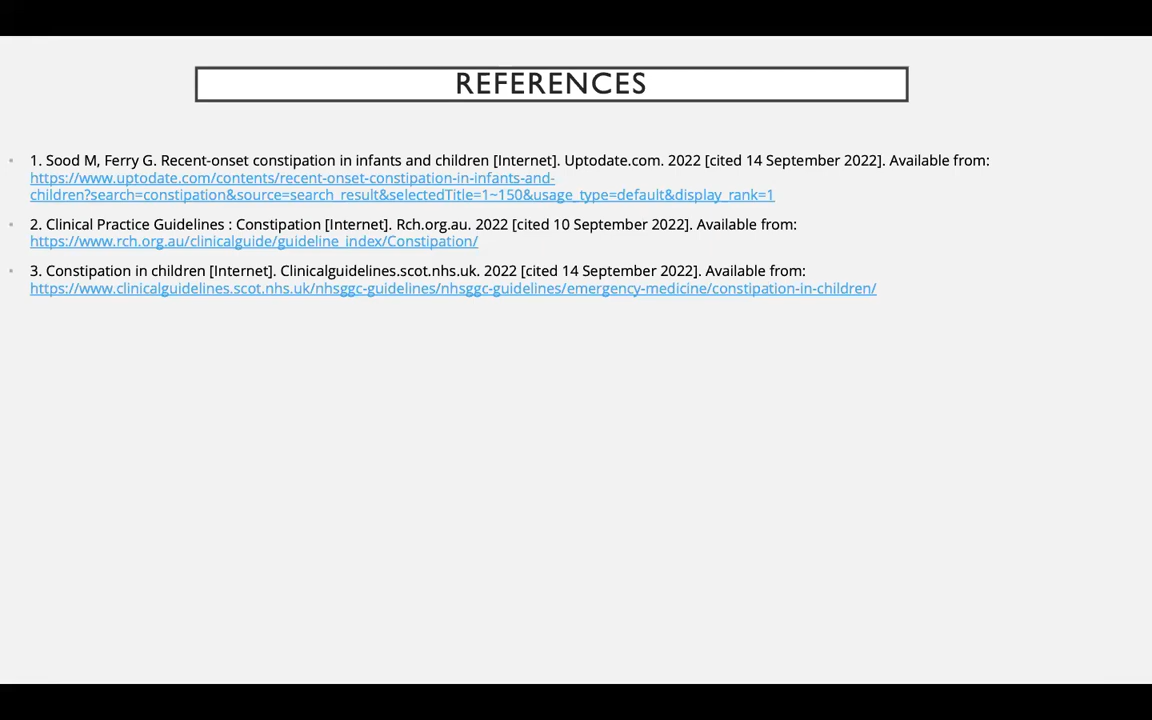 REFERENCES
• 1. Sood M, Ferry G. Recent-onset constipation in infants and children [Internet]. Uptodate.com. 2022 [cited 14 September 2022]. Available from:
https://www.uptodate.com/contents/recent-onset-constipation-in-infants-and-
children?search=constipation&source=search_result&selectedTitle=1~150&usage_type=default&display_rank=1
• 2. Clinical Practice Guidelines : Constipation [Internet]. Rch.org.au. 2022 [cited 10 September 2022]. Available from:
https://www.rch.org.au/clinicalguide/guideline_index/Constipation/
• 3. Constipation in children [Internet]. Clinicalguidelines.scot.nhs.uk. 2022 [cited 14 September 2022]. Available from:
https://www.clinicalguidelines.scot.nhs.uk/nhsggc-guidelines/nhsggc-guidelines/emergency-medicine/constipation-in-children/